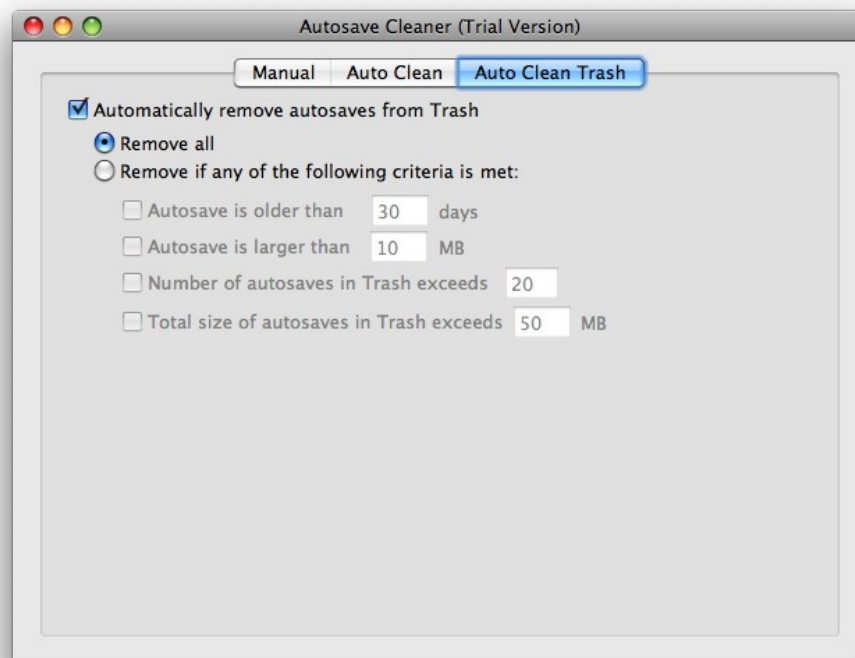 Autosave Cleaner (Trial Version)
Manual Auto Clean Auto Clean Trash
Automatically remove autosaves from Trash
Remove all
Remove if any of the following criteria is met:
Autosave is older than 30 days
Autosave is larger than 10 MB
Number of autosaves in Trash exceeds 20
Total size of autosaves in Trash exceeds 50 MB